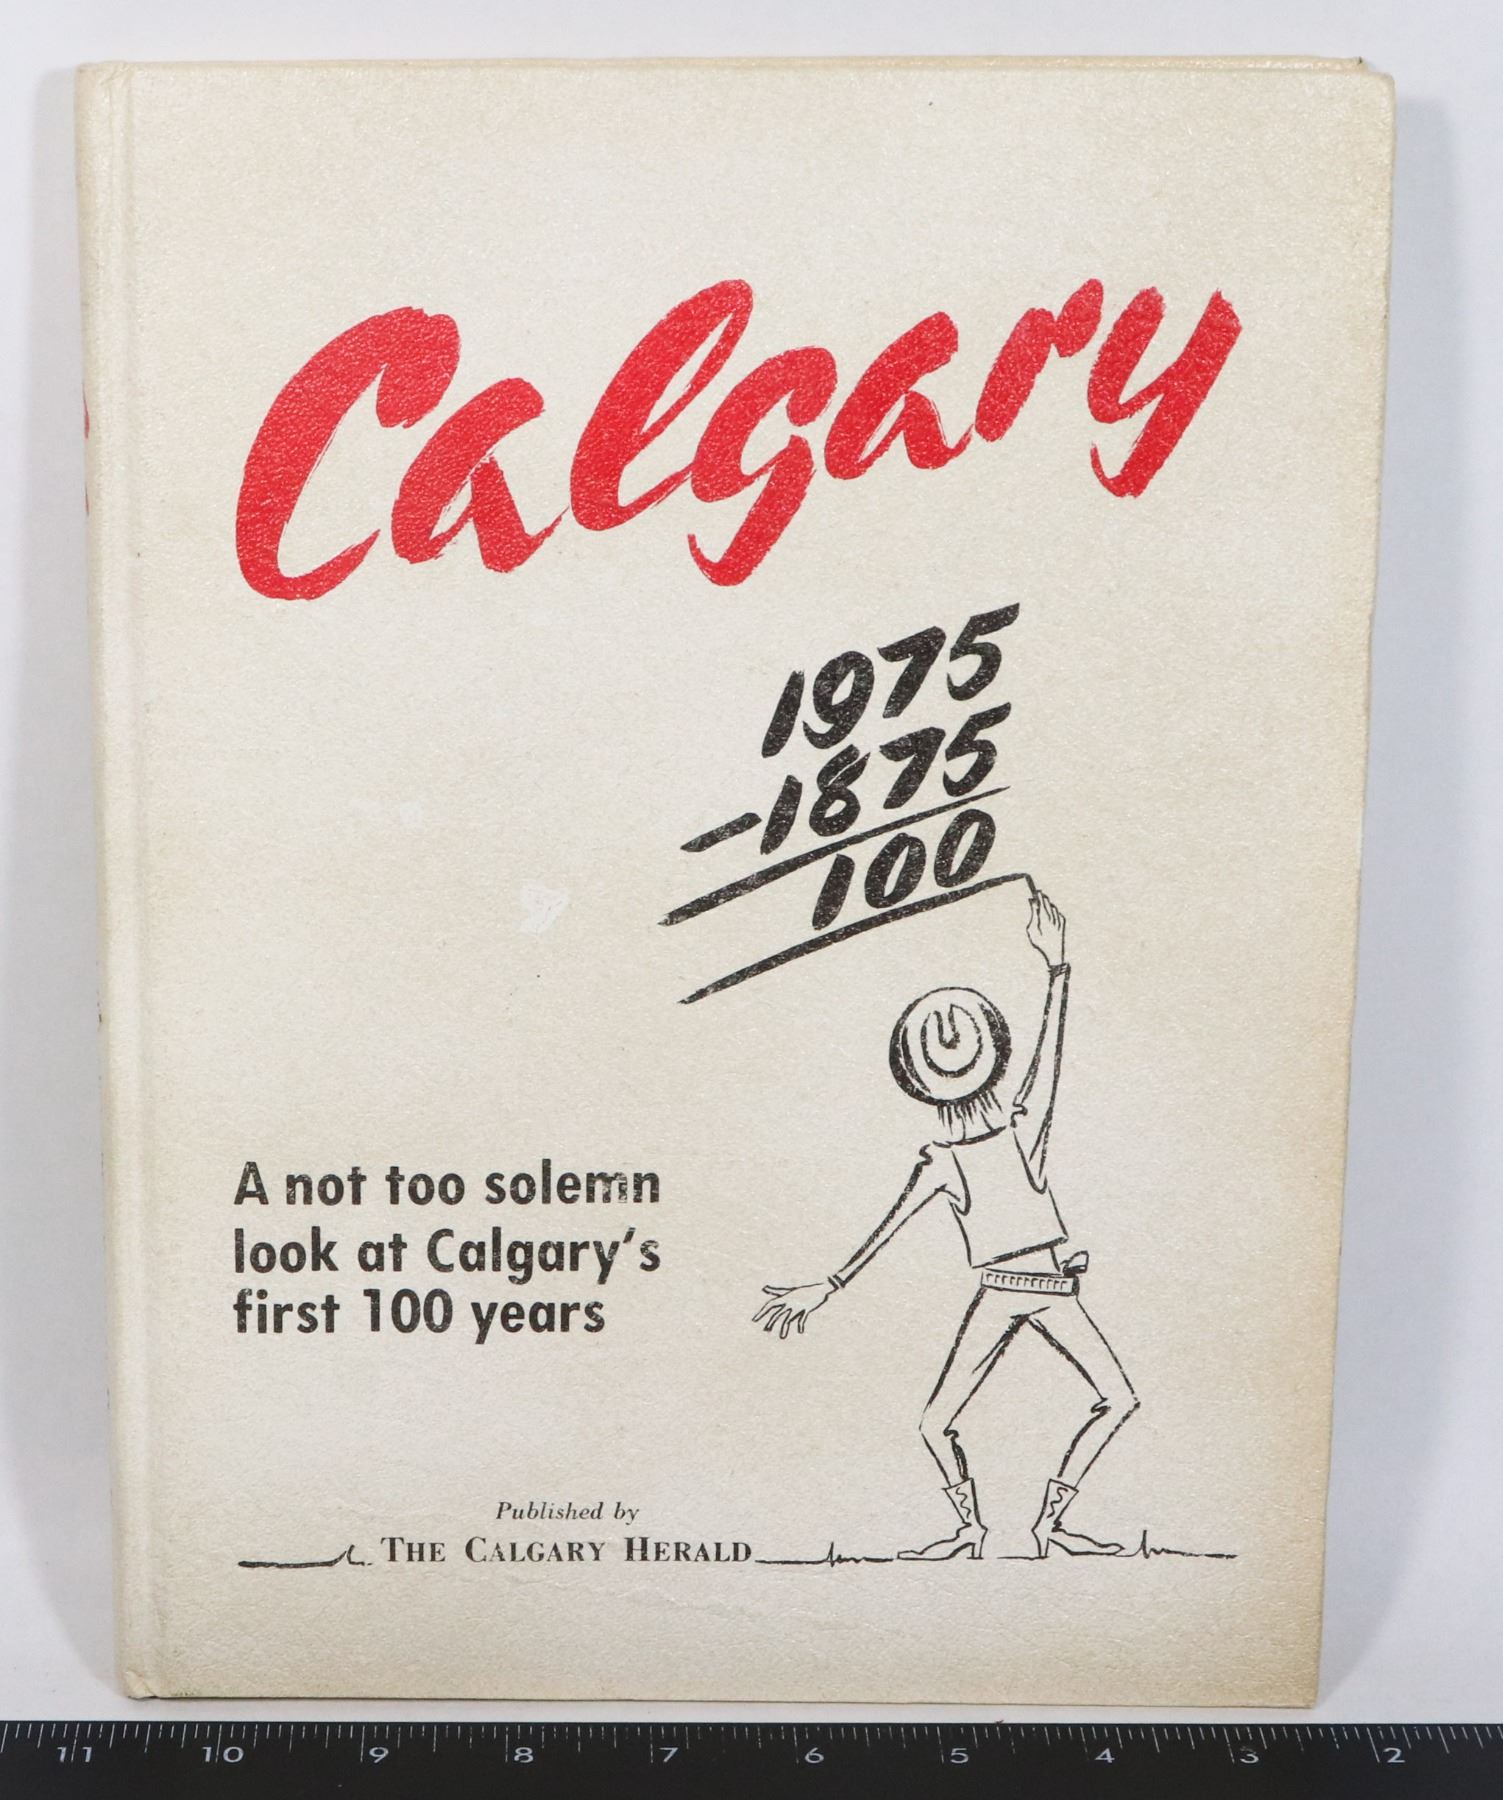 Calgary
1975
-1875
100
A not too solemn
look at Calgary's
first 100 years
Published by
THE CALGARY HERALD
11 10 9 8 7 6 5 4 3 2